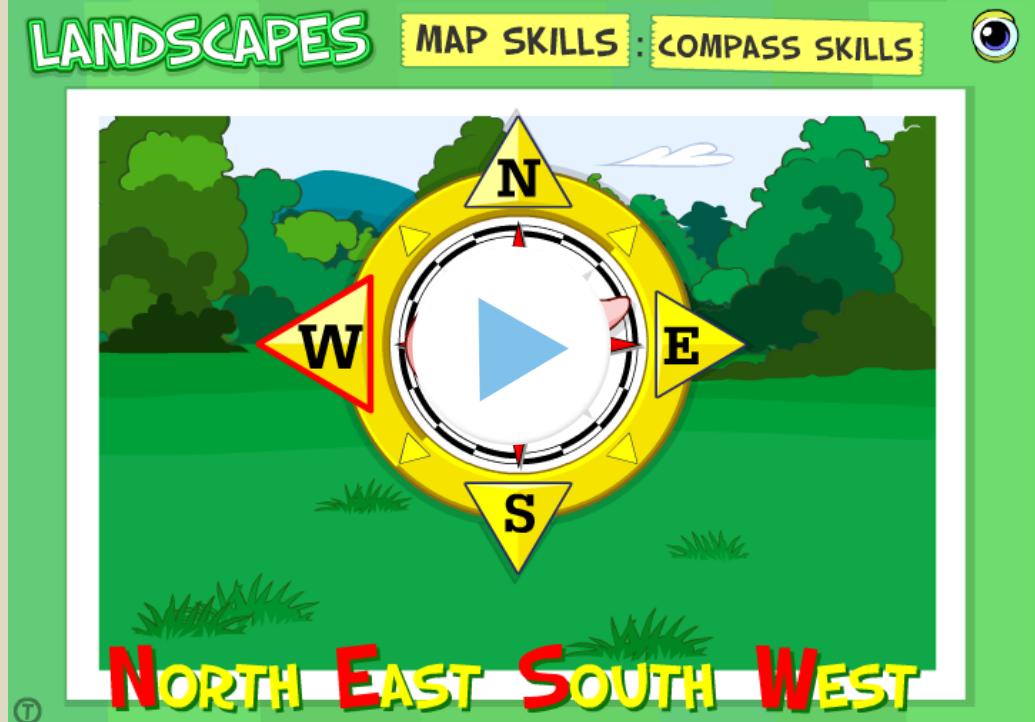 LANDSCAPES MAP SKILLS : COMPASS SKILLS
N
W E
S
NORTH EAST SOUTH WEST
T